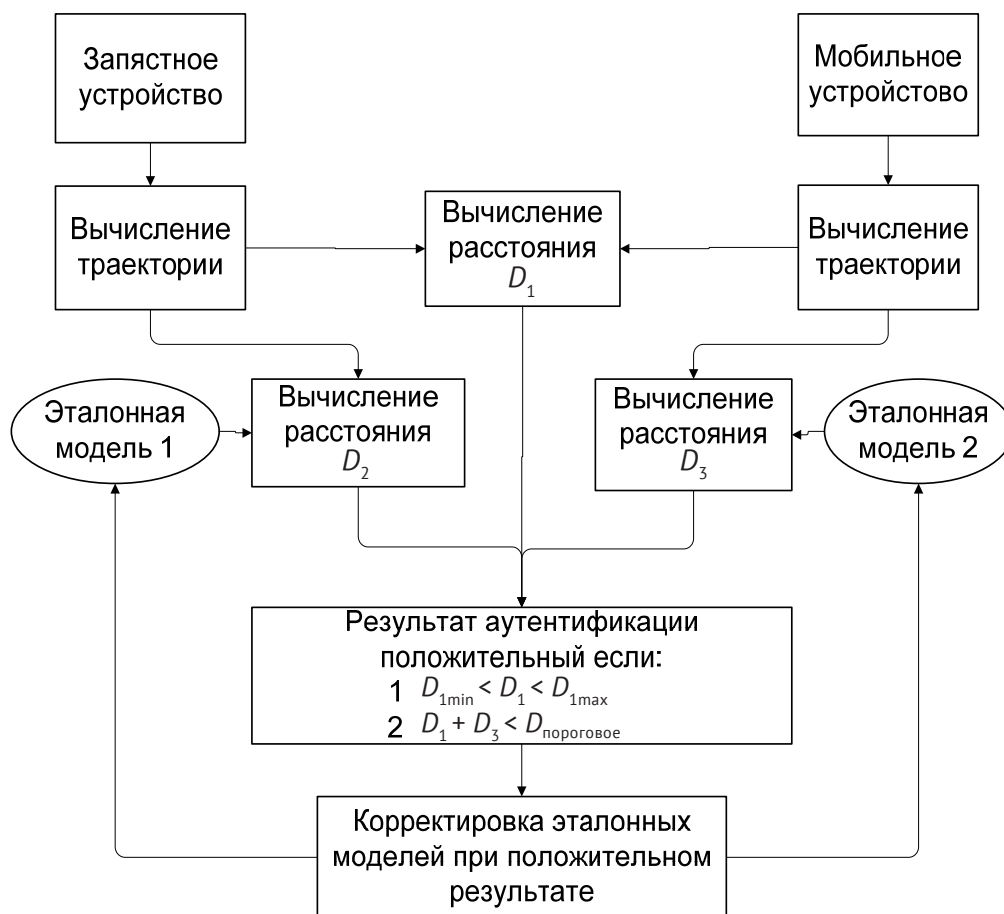 Запястное
устройство
Мобильное
устройстово
Вычисление
траектории
Вычисление
расстояния
D₁
Вычисление
траектории
Эталонная
модель 1
Вычисление
расстояния
D₂
Вычисление
расстояния
D₃
Эталонная
модель 2
Результат аутентификации
положительный если:
1 D₁min < D₁ < D₁max
2 D₁ + D₃ < Dпороговое
Корректировка эталонных
моделей при положительном
результате